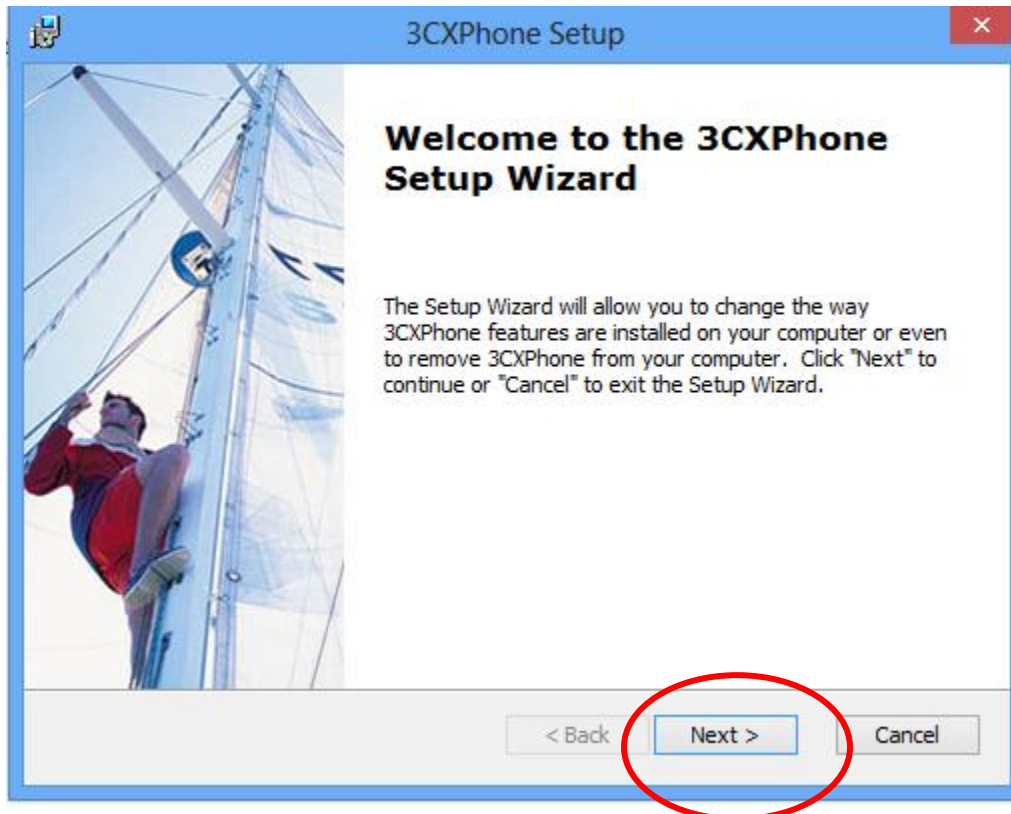 3CXPhone Setup
Welcome to the 3CXPhone
Setup Wizard
The Setup Wizard will allow you to change the way
3CXPhone features are installed on your computer or even
to remove 3CXPhone from your computer.  Click "Next" to
continue or "Cancel" to exit the Setup Wizard.
< Back Next > Cancel